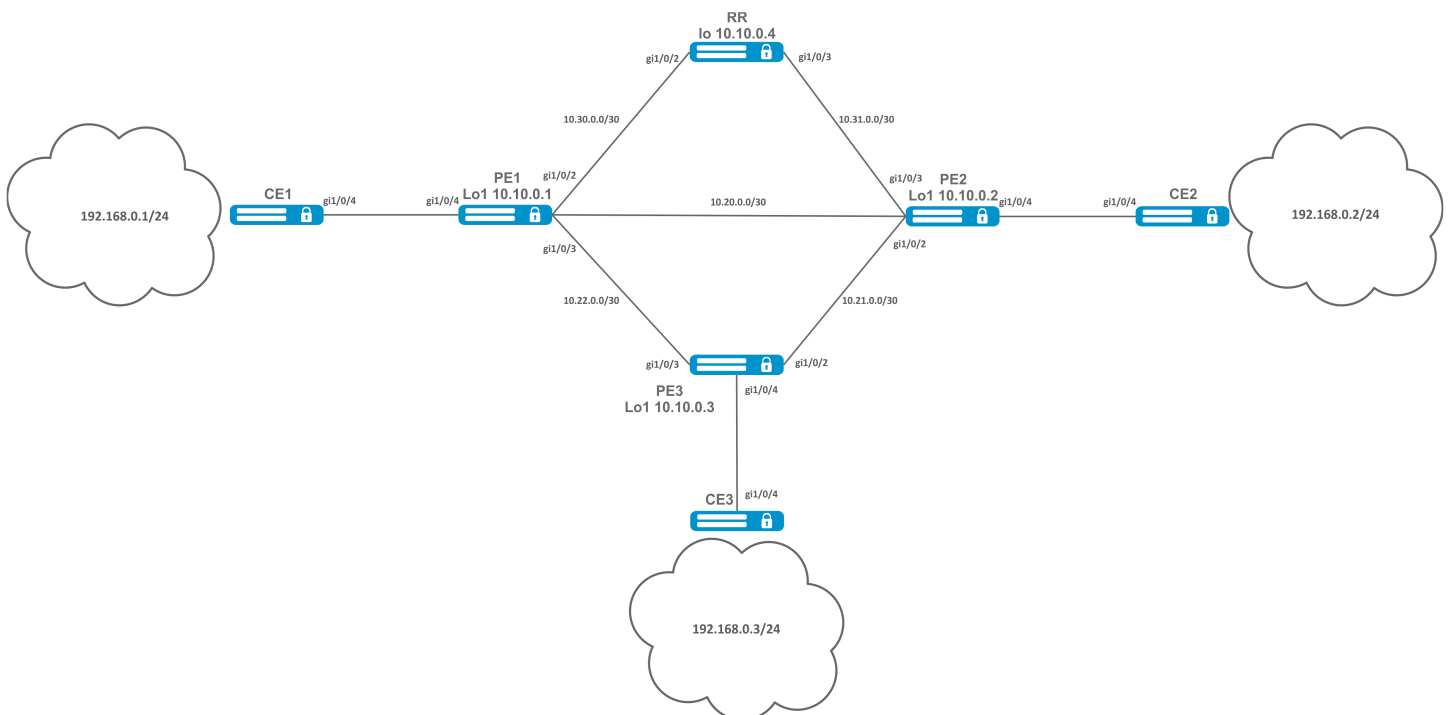 RR
lo 10.10.0.4
gi1/0/2
gi1/0/3
10.30.0.0/30
10.31.0.0/30
PE1
Lo1 10.10.0.1
gi1/0/2
gi1/0/3
PE2
Lo1 10.10.0.2
CE1
gi1/0/4
gi1/0/4
192.168.0.1/24
10.20.0.0/30
gi1/0/4
gi1/0/4
CE2
192.168.0.2/24
gi1/0/3
gi1/0/2
10.22.0.0/30
10.21.0.0/30
gi1/0/3
gi1/0/2
PE3
Lo1 10.10.0.3
gi1/0/4
CE3
gi1/0/4
192.168.0.3/24